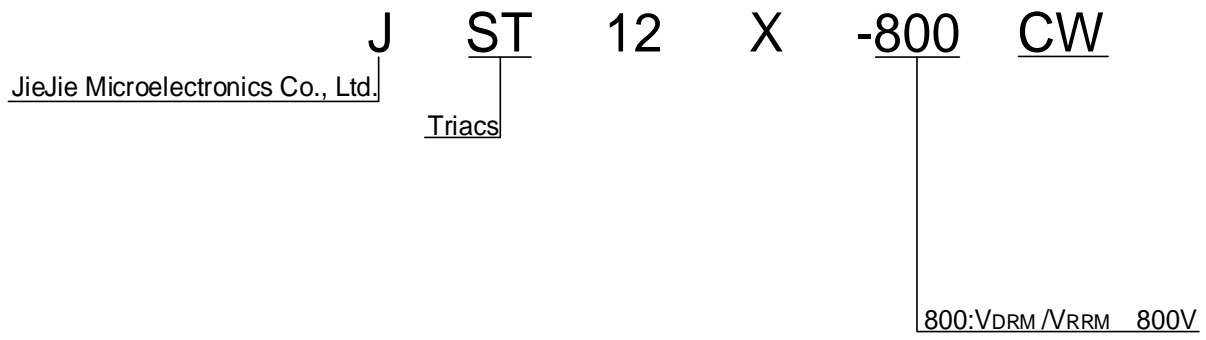 J ST 12 X -800 CW
JieJie Microelectronics Co., Ltd.
Triacs
800:VDRM/VRRM 800V